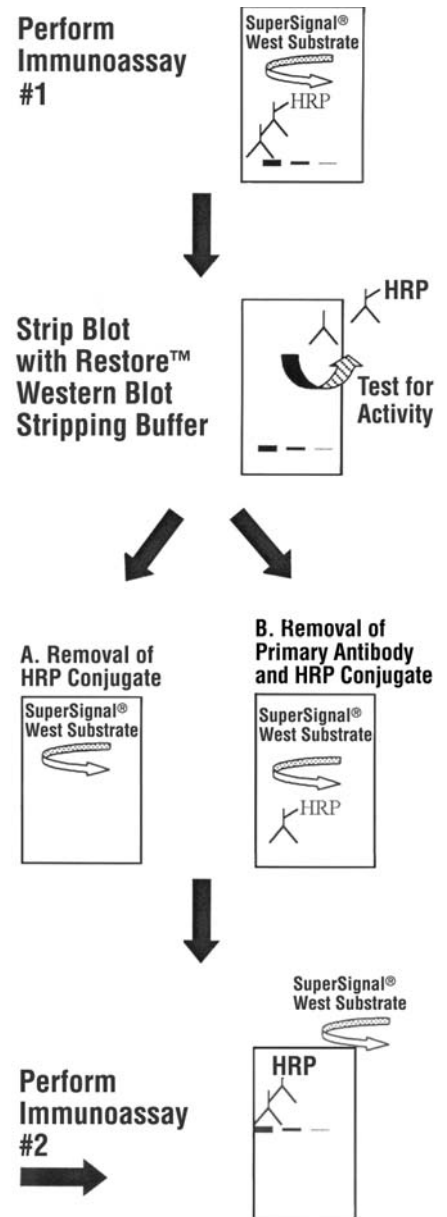 Perform
Immunoassay
#1
SuperSignal®
West Substrate
HRP
HRP
Strip Blot
with Restore™
Western Blot
Stripping Buffer
Test for
Activity
A. Removal of
HRP Conjugate
SuperSignal®
West Substrate
B. Removal of
Primary Antibody
and HRP Conjugate
SuperSignal®
West Substrate
HRP
SuperSignal®
West Substrate
HRP
Perform
Immunoassay
#2